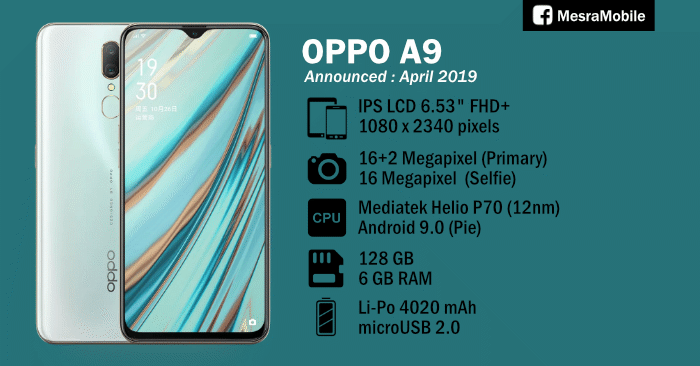 MesraMobile
OPPO A9
Announced : April 2019
IPS LCD 6.53" FHD+
1080 x 2340 pixels
16+2 Megapixel (Primary)
16 Megapixel (Selfie)
CPU
Mediatek Helio P70 (12nm)
Android 9.0 (Pie)
128 GB
6 GB RAM
Li-Po 4020 mAh
microUSB 2.0
19
30
oppo